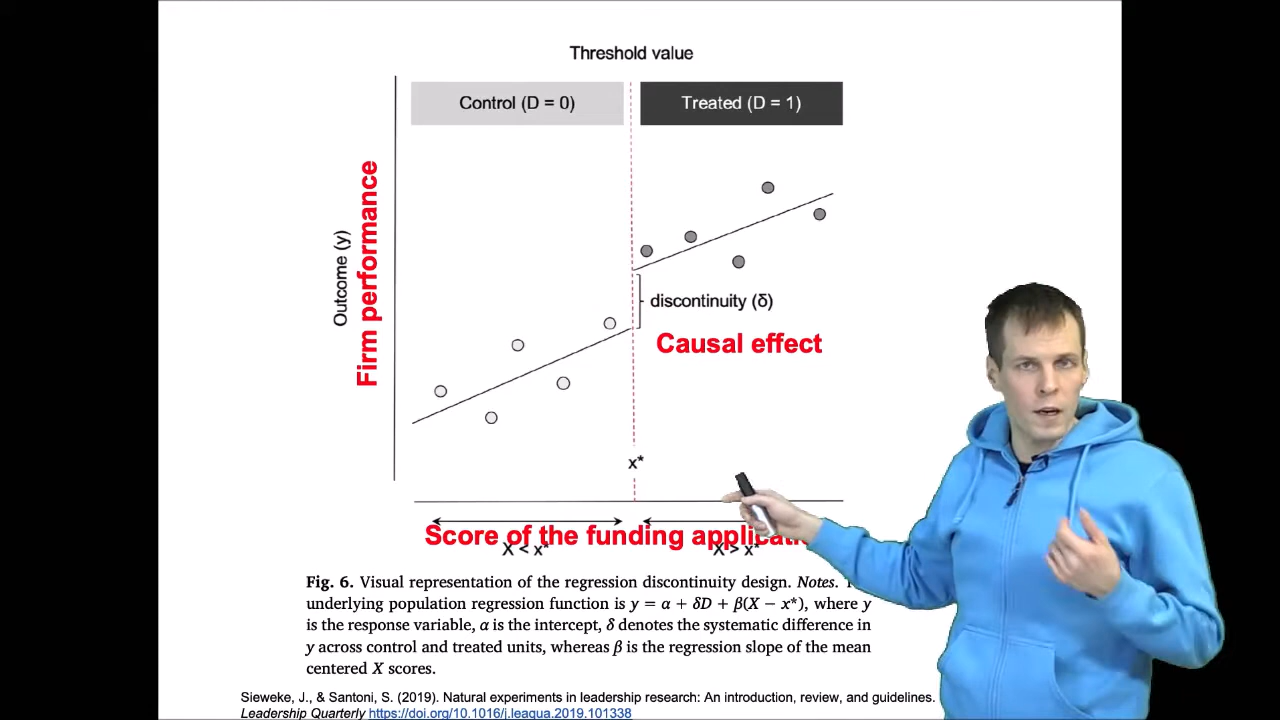 Threshold value
Control (D = 0)
Treated (D = 1)
Outcome (y)
Firm performance
discontinuity (δ)
Causal effect
x*
Score of the funding
X < x*
X > x*
Fig. 6. Visual representation of the regression discontinuity design. Notes.
underlying population regression function is y = α + δD + β(X − x*), where y
is the response variable, α is the intercept, δ denotes the systematic difference in
y across control and treated units, whereas β is the regression slope of the mean
centered X scores.
Sieweke, J., & Santoni, S. (2019). Natural experiments in leadership research: An introduction, review, and guidelines.
Leadership Quarterly https://doi.org/10.1016/j.leaqua.2019.101338